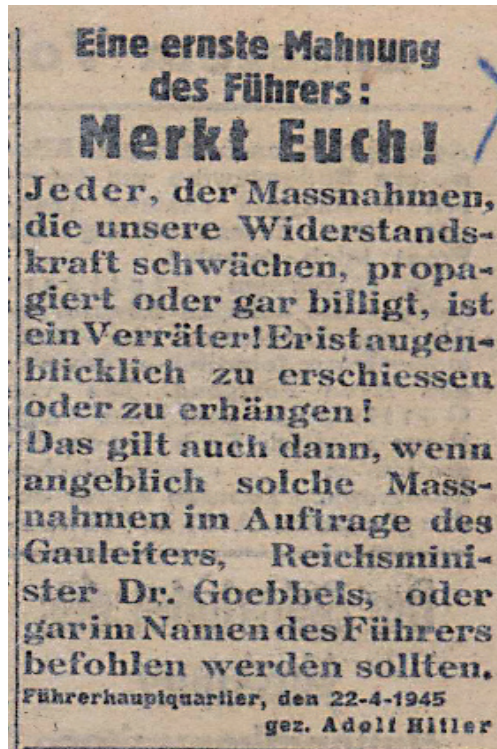 Eine ernste Mahnung
des Führers:
Merkt Euch!
Jeder, der Massnahmen,
die unsere Widerstands-
kraft schwächen, propa-
giert oder gar billigt, ist
ein Verräter! Er ist augen-
blicklich zu erschiessen
oder zu erhängen!
Das gilt auch dann, wenn
angeblich solche Mass-
nahmen im Auftrage des
Gauleiters, Reichsmini-
ster Dr. Goebbels, oder
gar im Namen des Führers
befohlen werden sollten.
Führerhauptquartier, den 22-4-1945
gez. Adolf Hitler